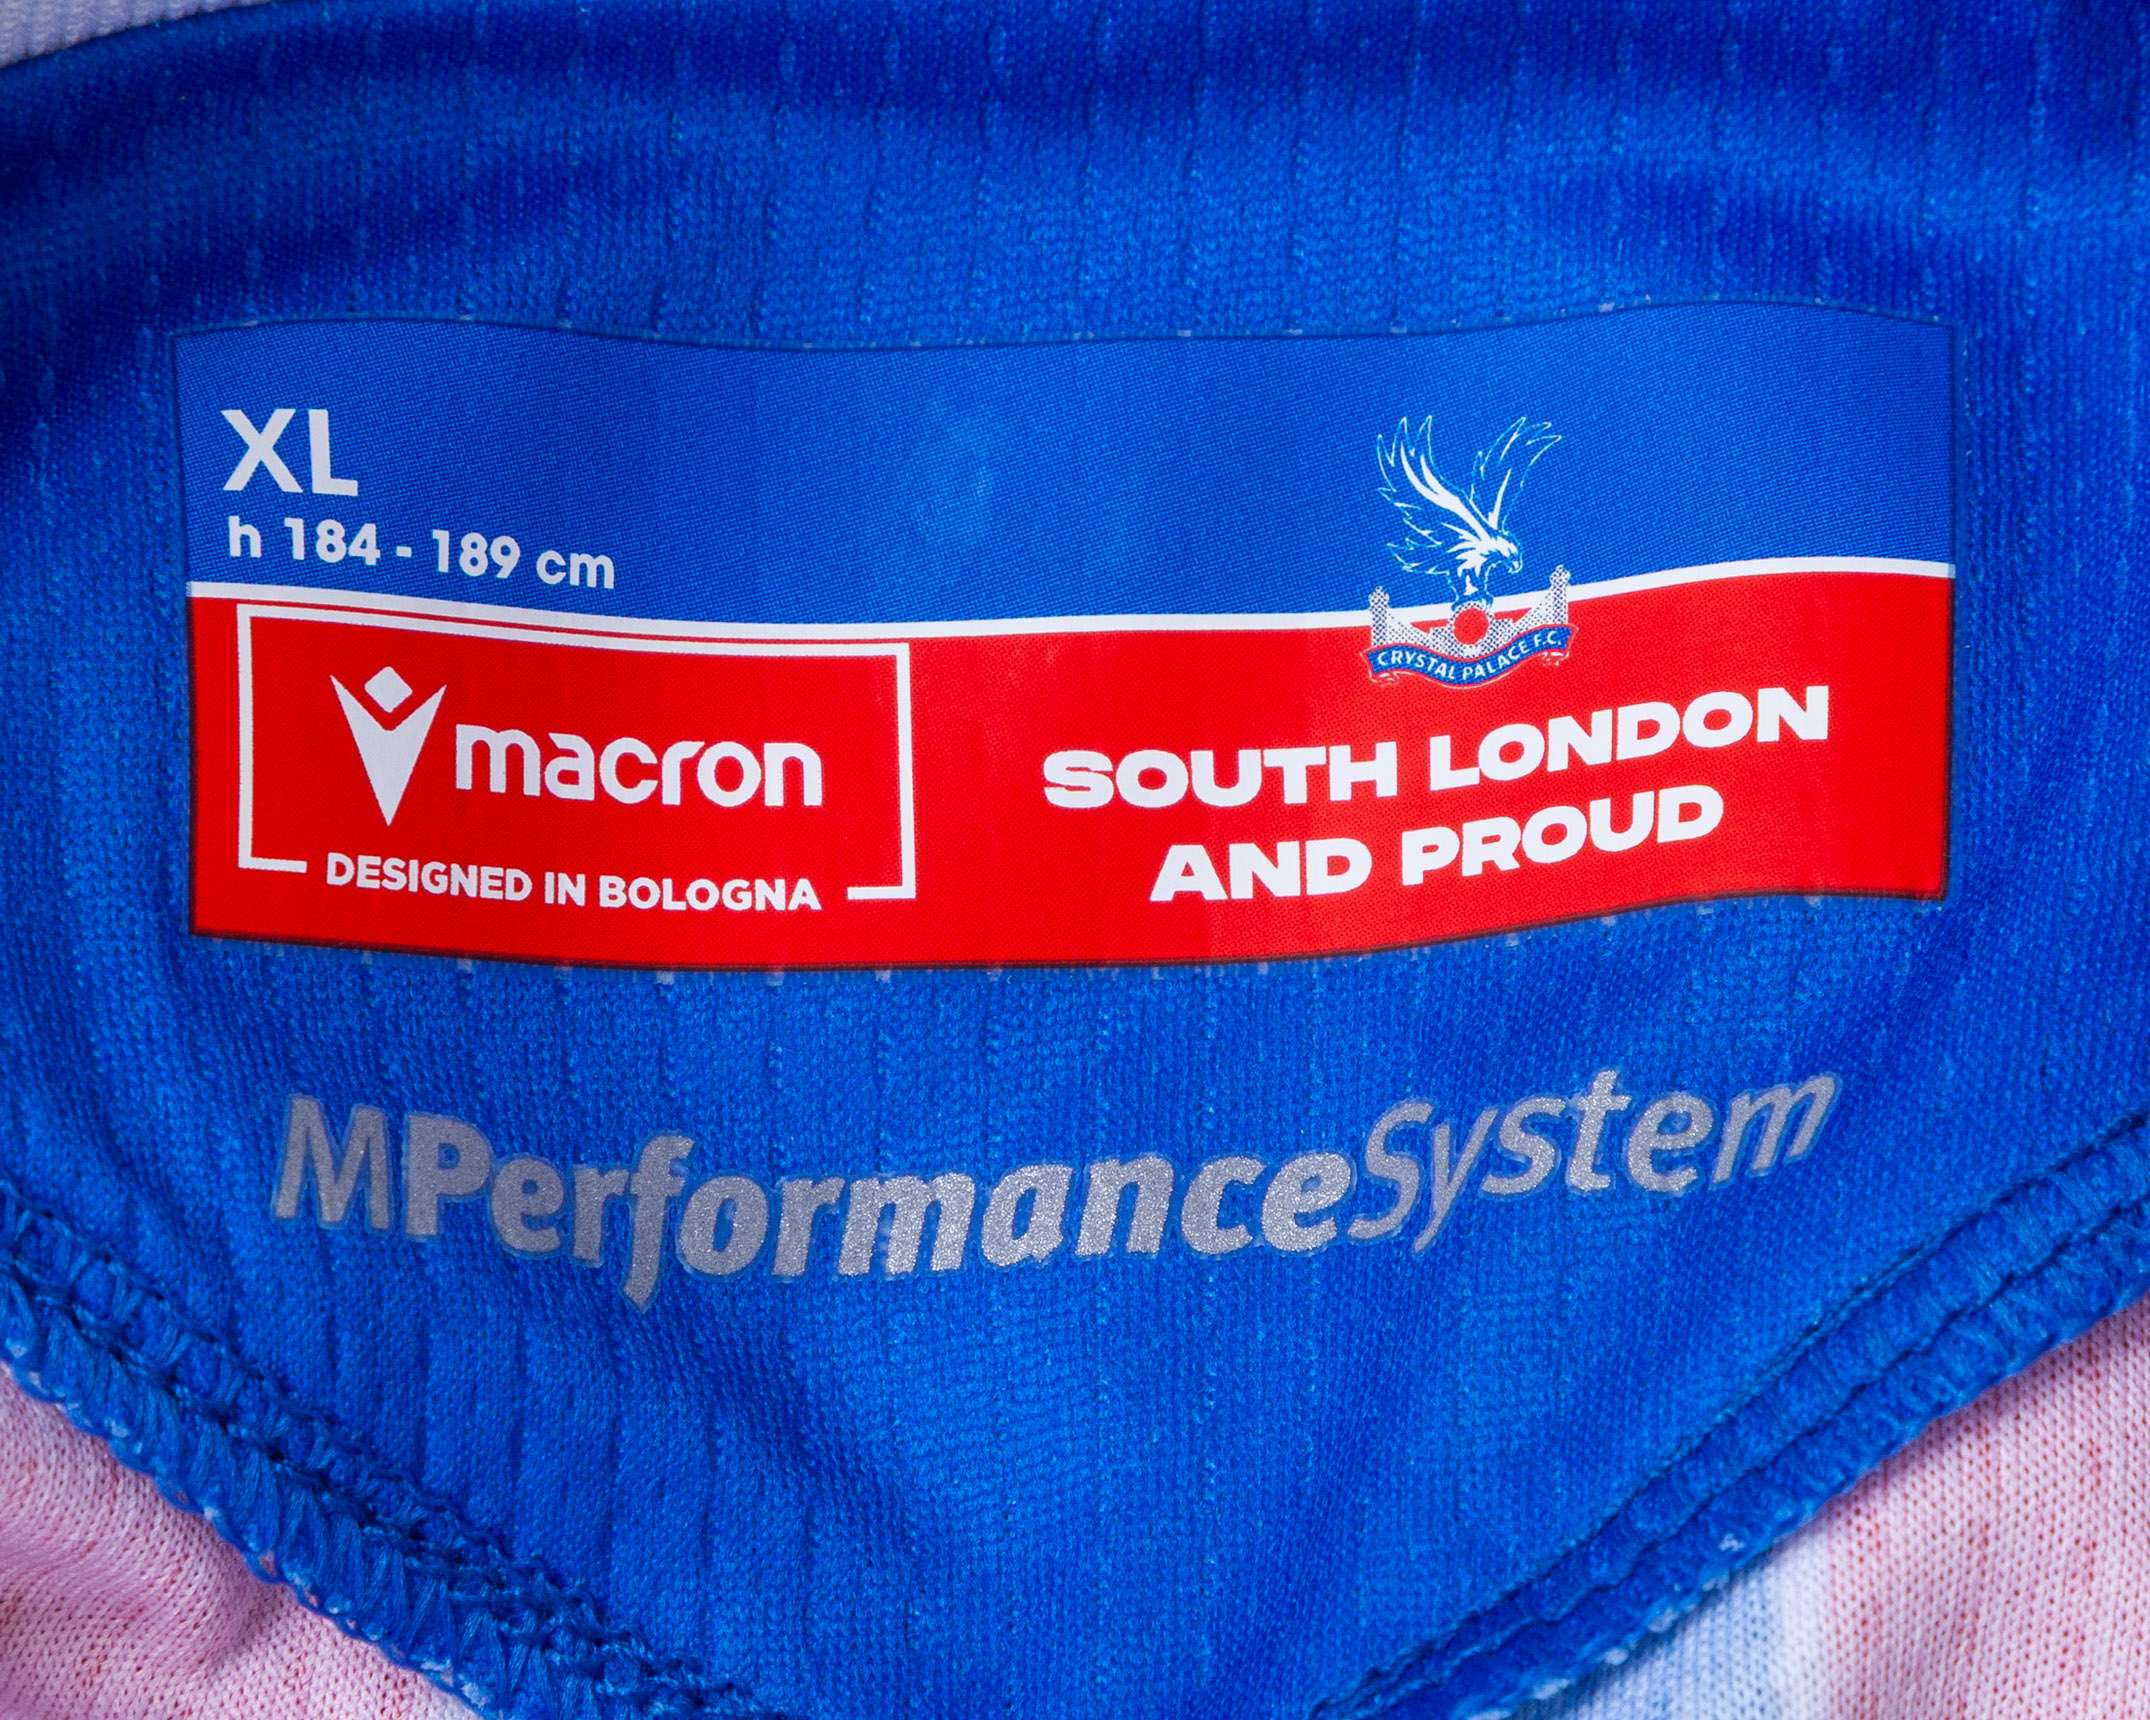 XL
h 184 - 189 cm
CRYSTAL PALACE F.C.
macron
DESIGNED IN BOLOGNA
SOUTH LONDON
AND PROUD
MPerformanceSystem